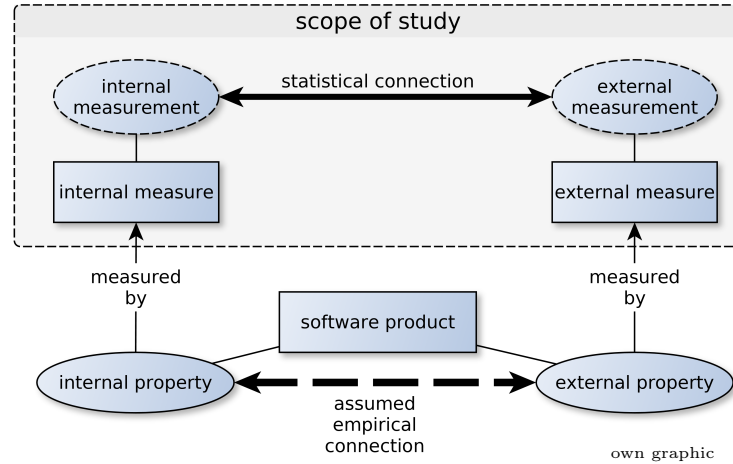 scope of study
internal
measurement
statistical connection
external
measurement
internal measure
external measure
measured
by
measured
by
software product
internal property
external property
assumed
empirical
connection
own graphic